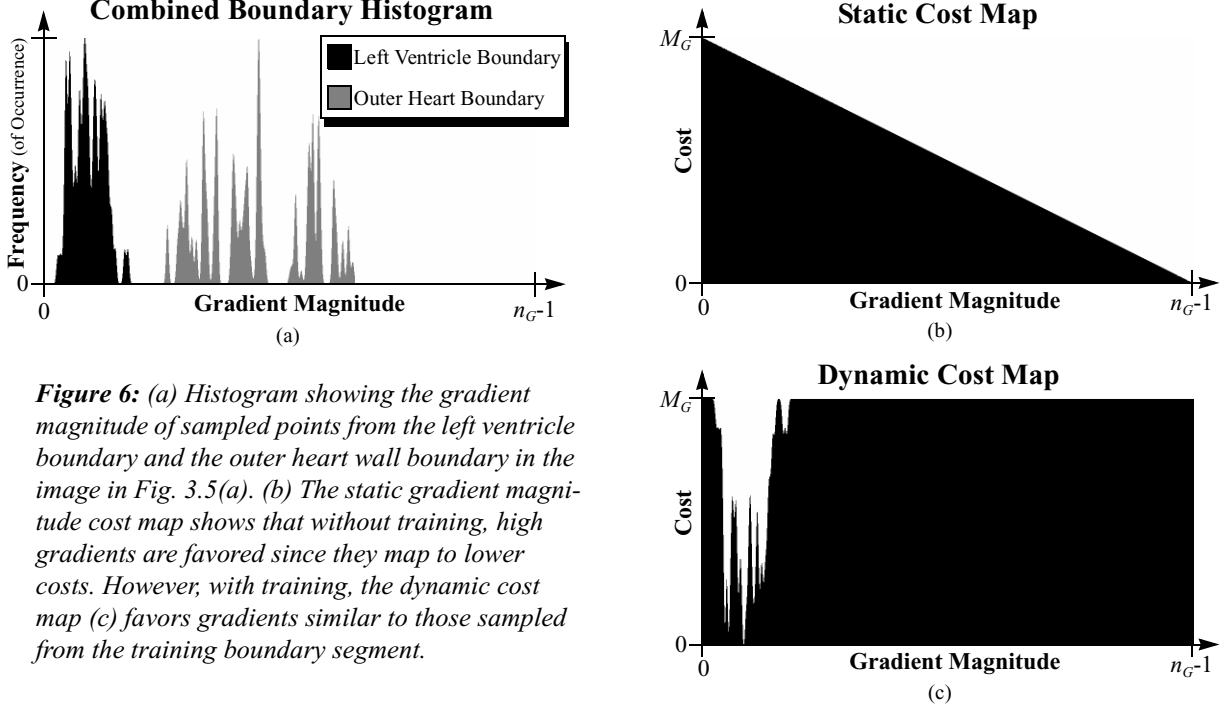 Combined Boundary Histogram
Left Ventricle Boundary
Outer Heart Boundary
Frequency (of Occurrence)
0
0
Gradient Magnitude
nG-1
(a)
Static Cost Map
MG
Cost
0
0
Gradient Magnitude
nG-1
(b)
Figure 6: (a) Histogram showing the gradient
magnitude of sampled points from the left ventricle
boundary and the outer heart wall boundary in the
image in Fig. 3.5(a). (b) The static gradient magni-
tude cost map shows that without training, high
gradients are favored since they map to lower
costs. However, with training, the dynamic cost
map (c) favors gradients similar to those sampled
from the training boundary segment.
Dynamic Cost Map
MG
Cost
0
0
Gradient Magnitude
nG-1
(c)